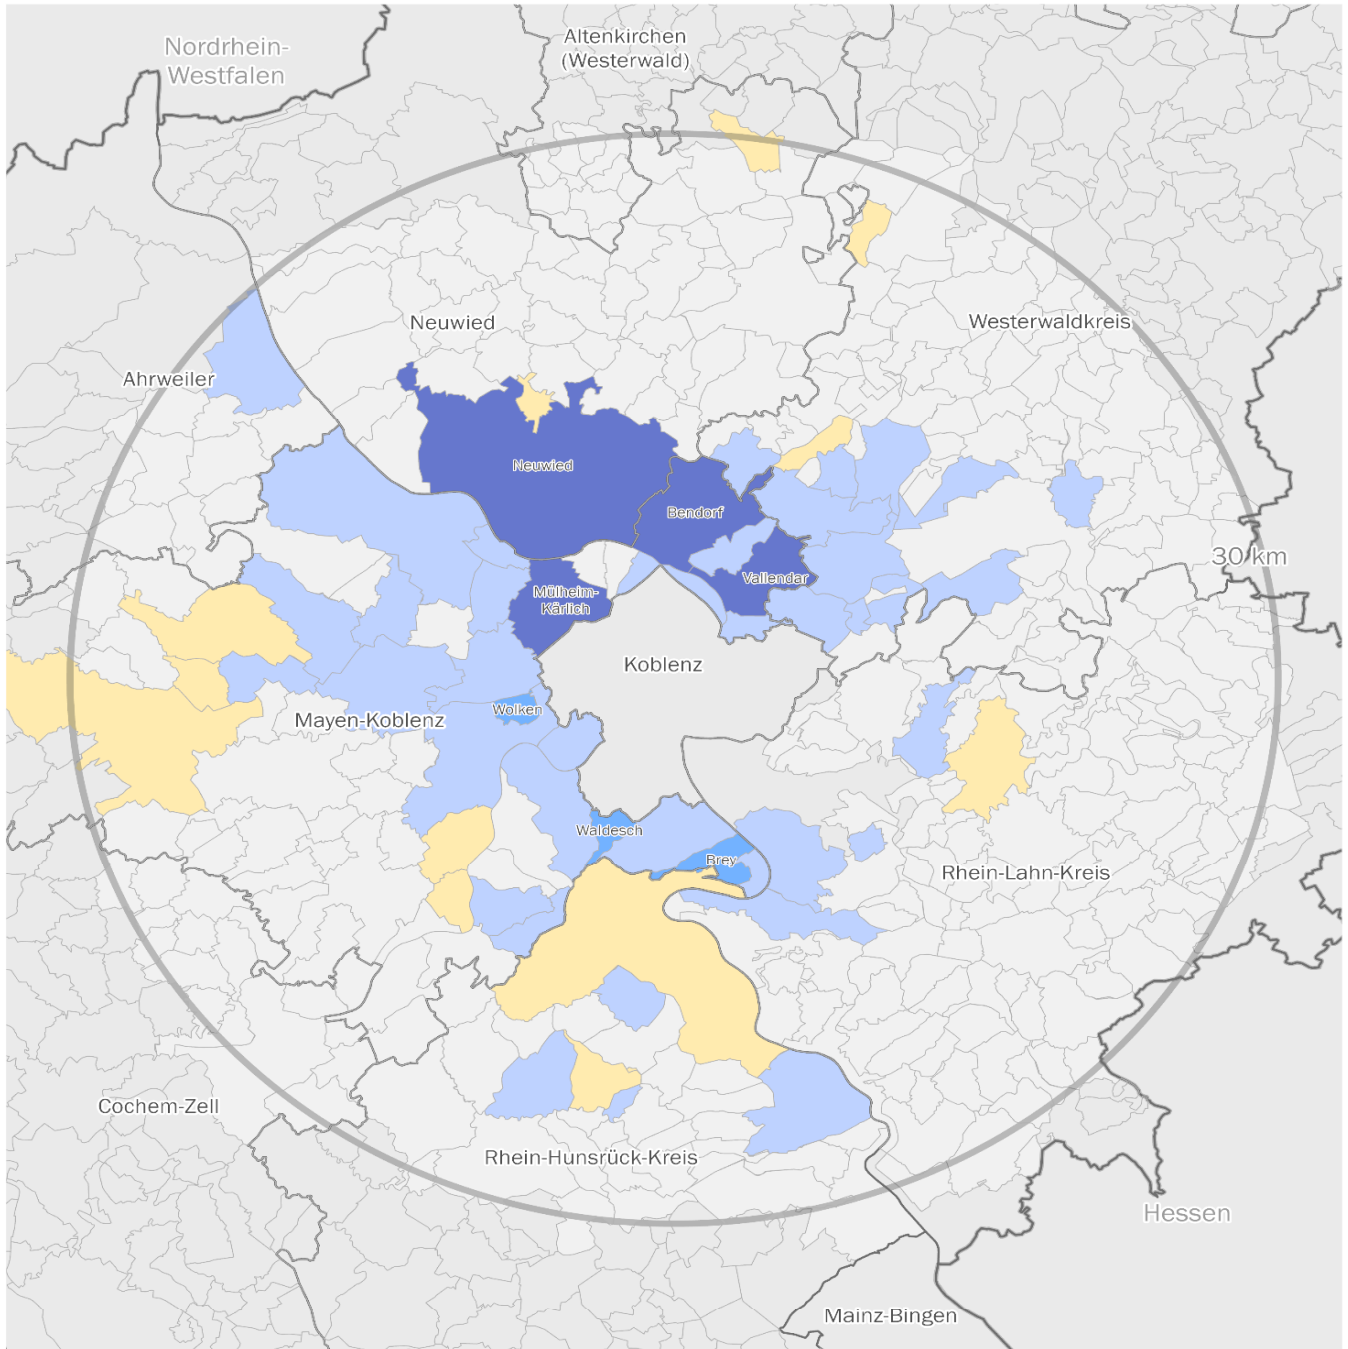 Nordrhein-
Westfalen
Altenkirchen
(Westerwald)
Neuwied
Westerwaldkreis
Ahrweiler
Neuwied
Bendorf
30 km
Vallendar
Mülheim-
Kärlich
Koblenz
Wolken
Mayen-Koblenz
Waldesch
Brey
Rhein-Lahn-Kreis
Cochem-Zell
Rhein-Hunsrück-Kreis
Hessen
Mainz-Bingen